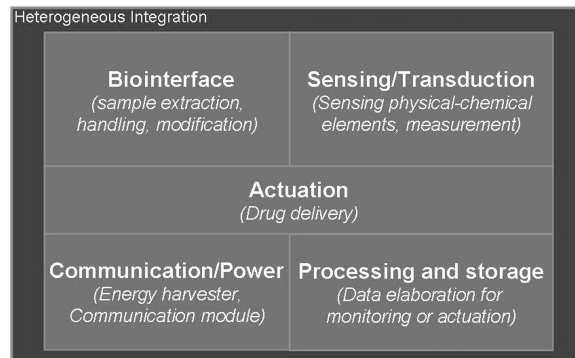 Heterogeneous Integration
Biointerface
(sample extraction,
handling, modification)
Sensing/Transduction
(Sensing physical-chemical
elements, measurement)
Actuation
(Drug delivery)
Communication/Power
(Energy harvester,
Communication module)
Processing and storage
(Data elaboration for
monitoring or actuation)